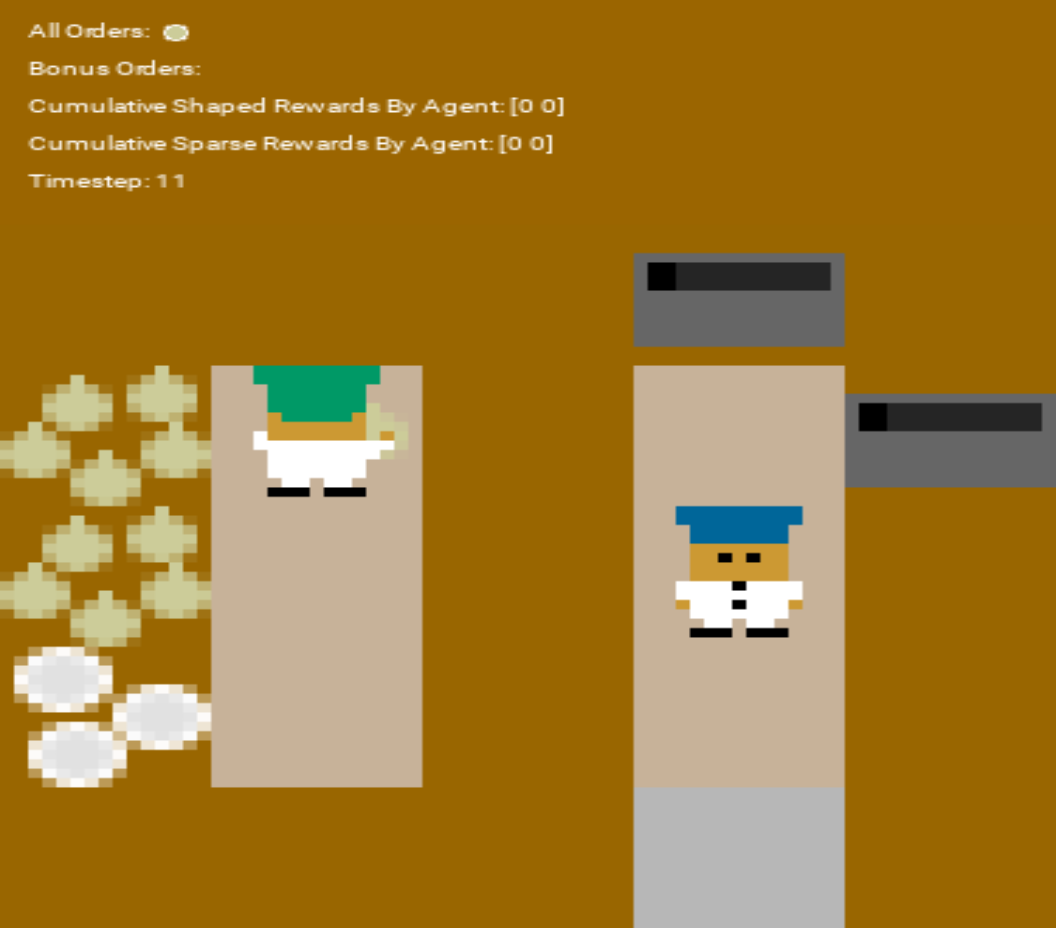 All Orders:
Bonus Orders:
Cumulative Shaped Rewards By Agent: [0 0]
Cumulative Sparse Rewards By Agent: [0 0]
Timestep: 11